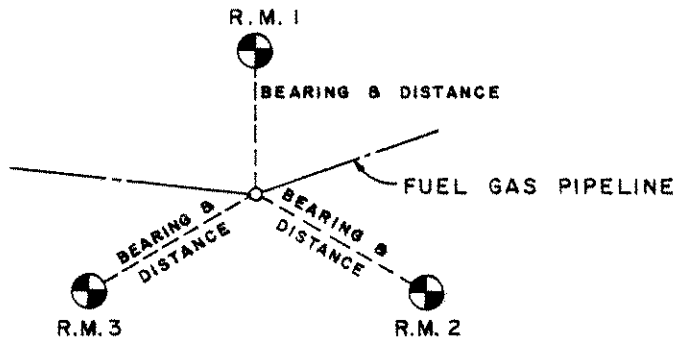 R.M. 1
BEARING & DISTANCE
FUEL GAS PIPELINE
BEARING &
DISTANCE
BEARING &
DISTANCE
R.M. 3
R.M. 2